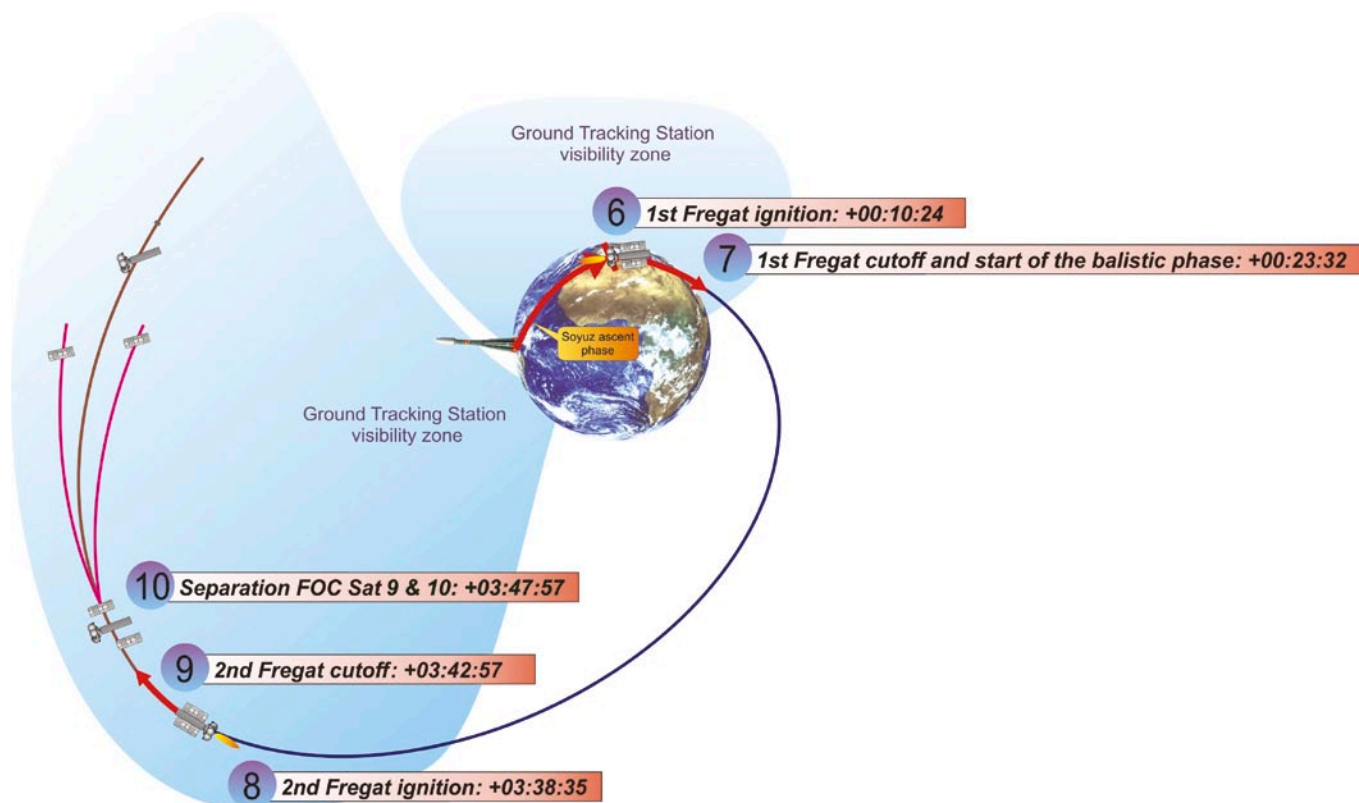 Ground Tracking Station
visibility zone
6
1st Fregat ignition: +00:10:24
7
1st Fregat cutoff and start of the balistic phase: +00:23:32
Soyuz ascent
phase
Ground Tracking Station
visibility zone
10
Separation FOC Sat 9 & 10: +03:47:57
9
2nd Fregat cutoff: +03:42:57
8
2nd Fregat ignition: +03:38:35